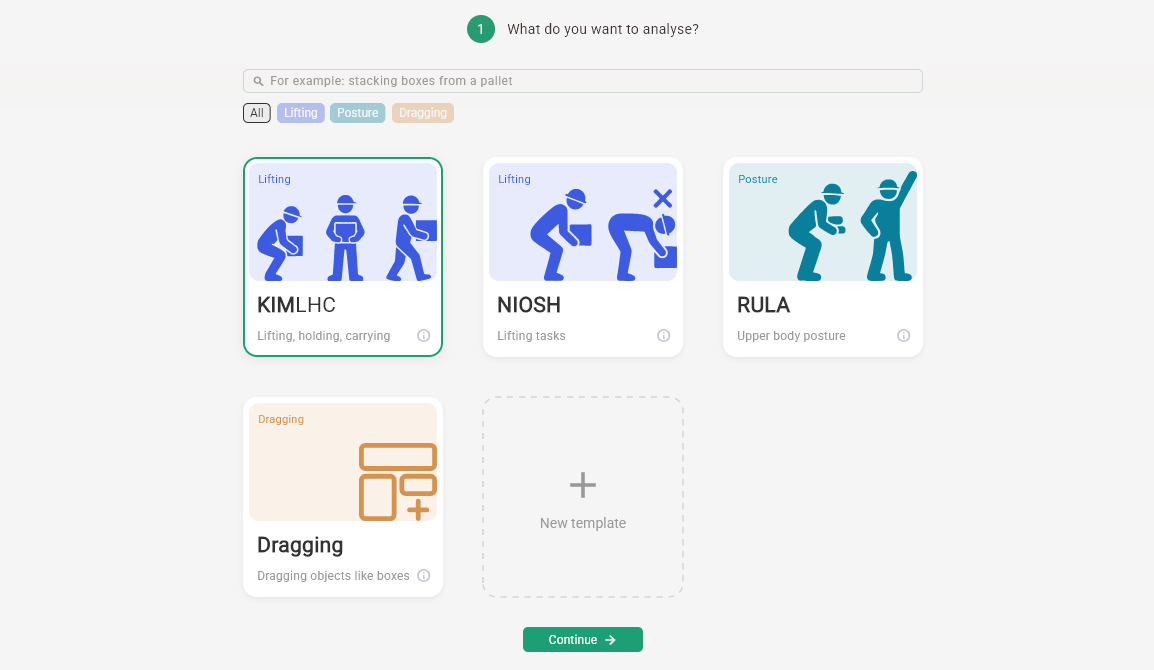 1 What do you want to analyse?
For example: stacking boxes from a pallet
All Lifting Posture Dragging
Lifting
KIMLHC
Lifting, holding, carrying
Lifting
NIOSH
Lifting tasks
Posture
RULA
Upper body posture
Dragging
Dragging
Dragging objects like boxes
New template
Continue